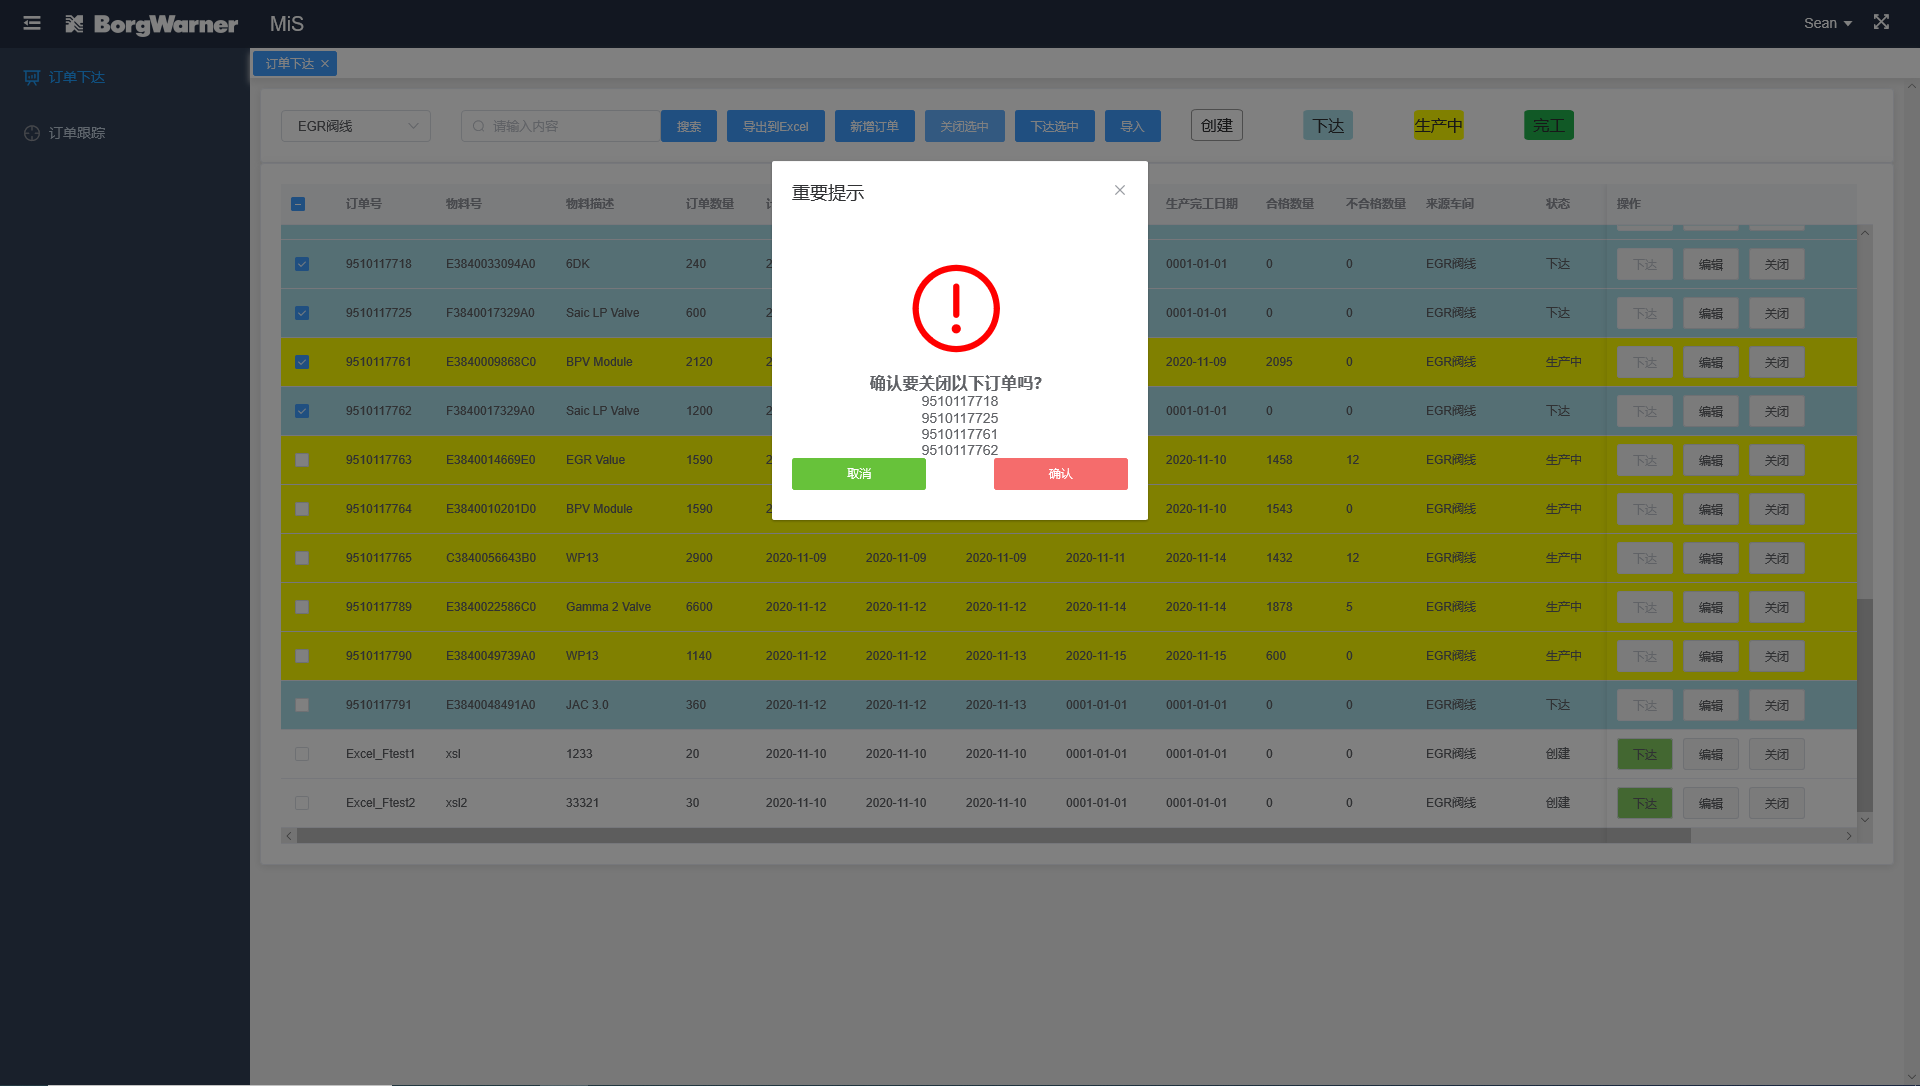 BorgWarner MiS Sean
订单下达
订单跟踪
订单下达
EGR阀线 请输入内容 搜索 导出到Excel 新增订单 关闭选中 下达选中 导入 创建 下达 生产中 完工
重要提示
确认要关闭以下订单吗?
9510117718
9510117725
9510117761
9510117762
取消 确认
订单号 物料号 物料描述 订单数量 生产完工日期 合格数量 不合格数量 来源车间 状态 操作
9510117718 E3840033094A0 6DK 240 2 0001-01-01 0 0 EGR阀线 下达 下达 编辑 关闭
9510117725 F3840017329A0 Saic LP Valve 600 2 0001-01-01 0 0 EGR阀线 下达 下达 编辑 关闭
9510117761 E3840009868C0 BPV Module 2120 2 2020-11-09 2095 0 EGR阀线 生产中 下达 编辑 关闭
9510117762 F3840017329A0 Saic LP Valve 1200 2 0001-01-01 0 0 EGR阀线 下达 下达 编辑 关闭
9510117763 E3840014669E0 EGR Value 1590 2 2020-11-10 1458 12 EGR阀线 生产中 下达 编辑 关闭
9510117764 E3840010201D0 BPV Module 1590 2 2020-11-10 1543 0 EGR阀线 生产中 下达 编辑 关闭
9510117765 C3840056643B0 WP13 2900 2020-11-09 2020-11-09 2020-11-09 2020-11-11 2020-11-14 1432 12 EGR阀线 生产中 下达 编辑 关闭
9510117789 E3840022586C0 Gamma 2 Valve 6600 2020-11-12 2020-11-12 2020-11-12 2020-11-14 2020-11-14 1878 5 EGR阀线 生产中 下达 编辑 关闭
9510117790 E3840049739A0 WP13 1140 2020-11-12 2020-11-12 2020-11-13 2020-11-15 2020-11-15 600 0 EGR阀线 生产中 下达 编辑 关闭
9510117791 E3840048491A0 JAC 3.0 360 2020-11-12 2020-11-12 2020-11-13 0001-01-01 0001-01-01 0 0 EGR阀线 下达 下达 编辑 关闭
Excel_Ftest1 xsl 1233 20 2020-11-10 2020-11-10 2020-11-10 0001-01-01 0001-01-01 0 0 EGR阀线 创建 下达 编辑 关闭
Excel_Ftest2 xsl2 33321 30 2020-11-10 2020-11-10 2020-11-10 0001-01-01 0001-01-01 0 0 EGR阀线 创建 下达 编辑 关闭